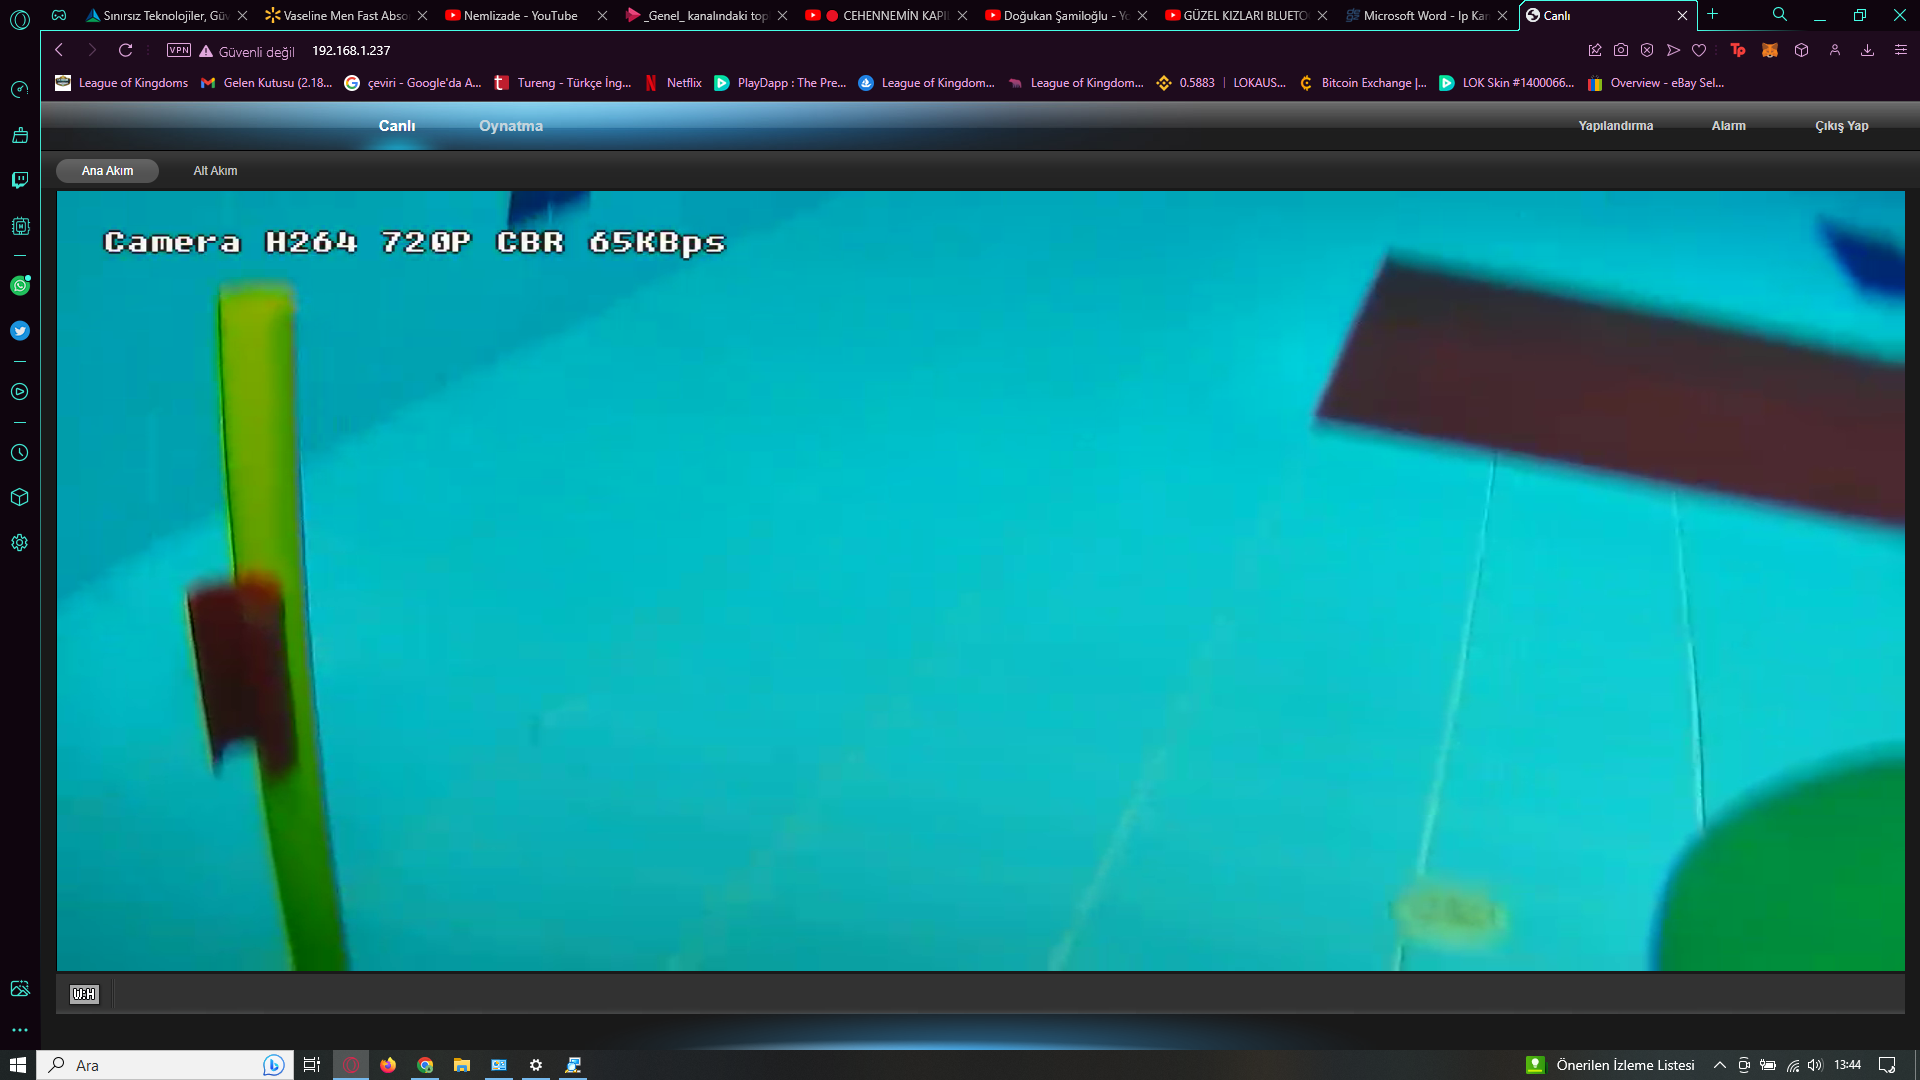 Sınırsız Teknolojiler, Güv
Vaseline Men Fast Abso
Nemlizade - YouTube
_Genel_ kanalındaki top
CEHENNEMİN KAPI
Doğukan Şamiloğlu - Yo
GÜZEL KIZLARI BLUETO
Microsoft Word - Ip Kan
Canlı
VPN
Güvenli değil
192.168.1.237
League of Kingdoms
Gelen Kutusu (2.18...
çeviri - Google'da A...
Tureng - Türkçe İng...
Netflix
PlayDapp : The Pre...
League of Kingdom...
League of Kingdom...
0.5883 | LOKAUS...
Bitcoin Exchange |...
LOK Skin #1400066...
Overview - eBay Sel...
Canlı
Oynatma
Yapılandırma
Alarm
Çıkış Yap
Ana Akım
Alt Akım
Camera H264 720P CBR 65KBps
W:H
Ara
Önerilen İzleme Listesi
13:44